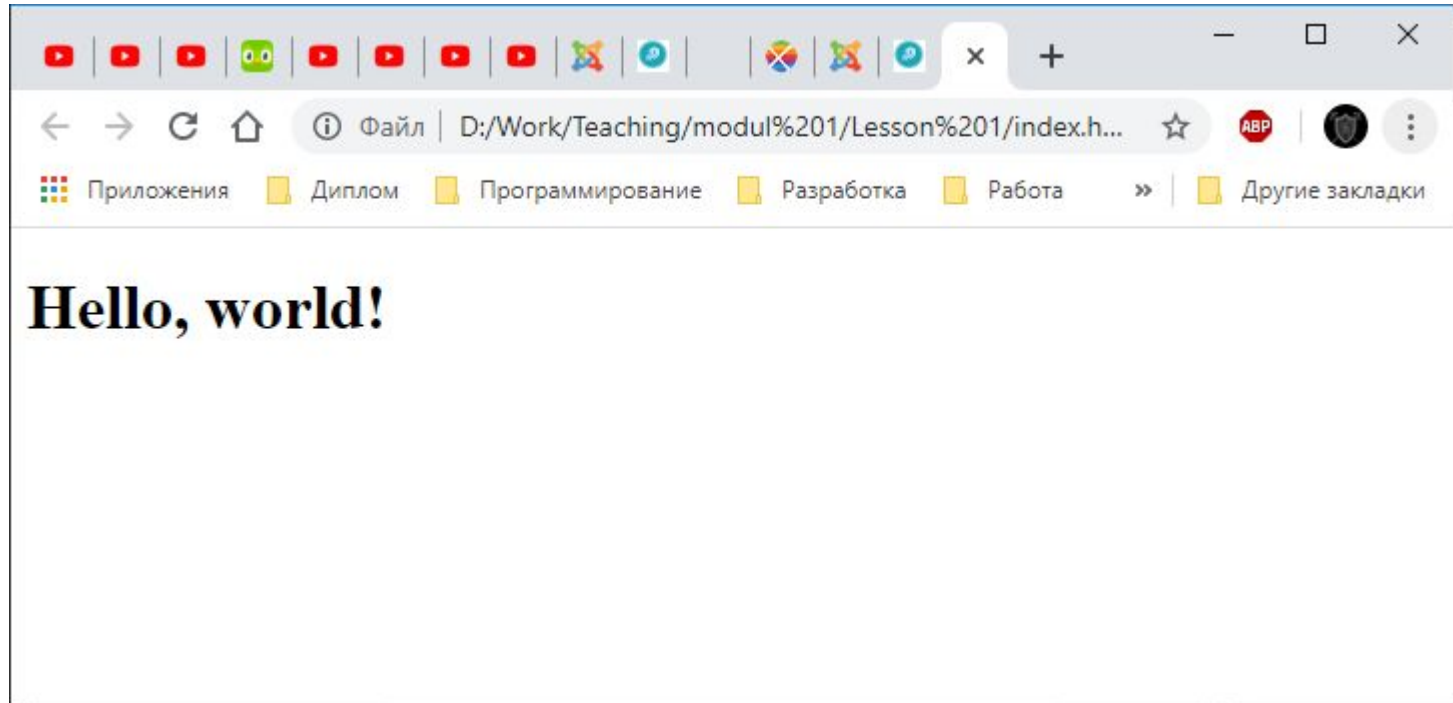 Файл D:/Work/Teaching/modul%201/Lesson%201/index.h... ABP
Приложения Диплом Программирование Разработка Работа » Другие закладки
Hello, world!